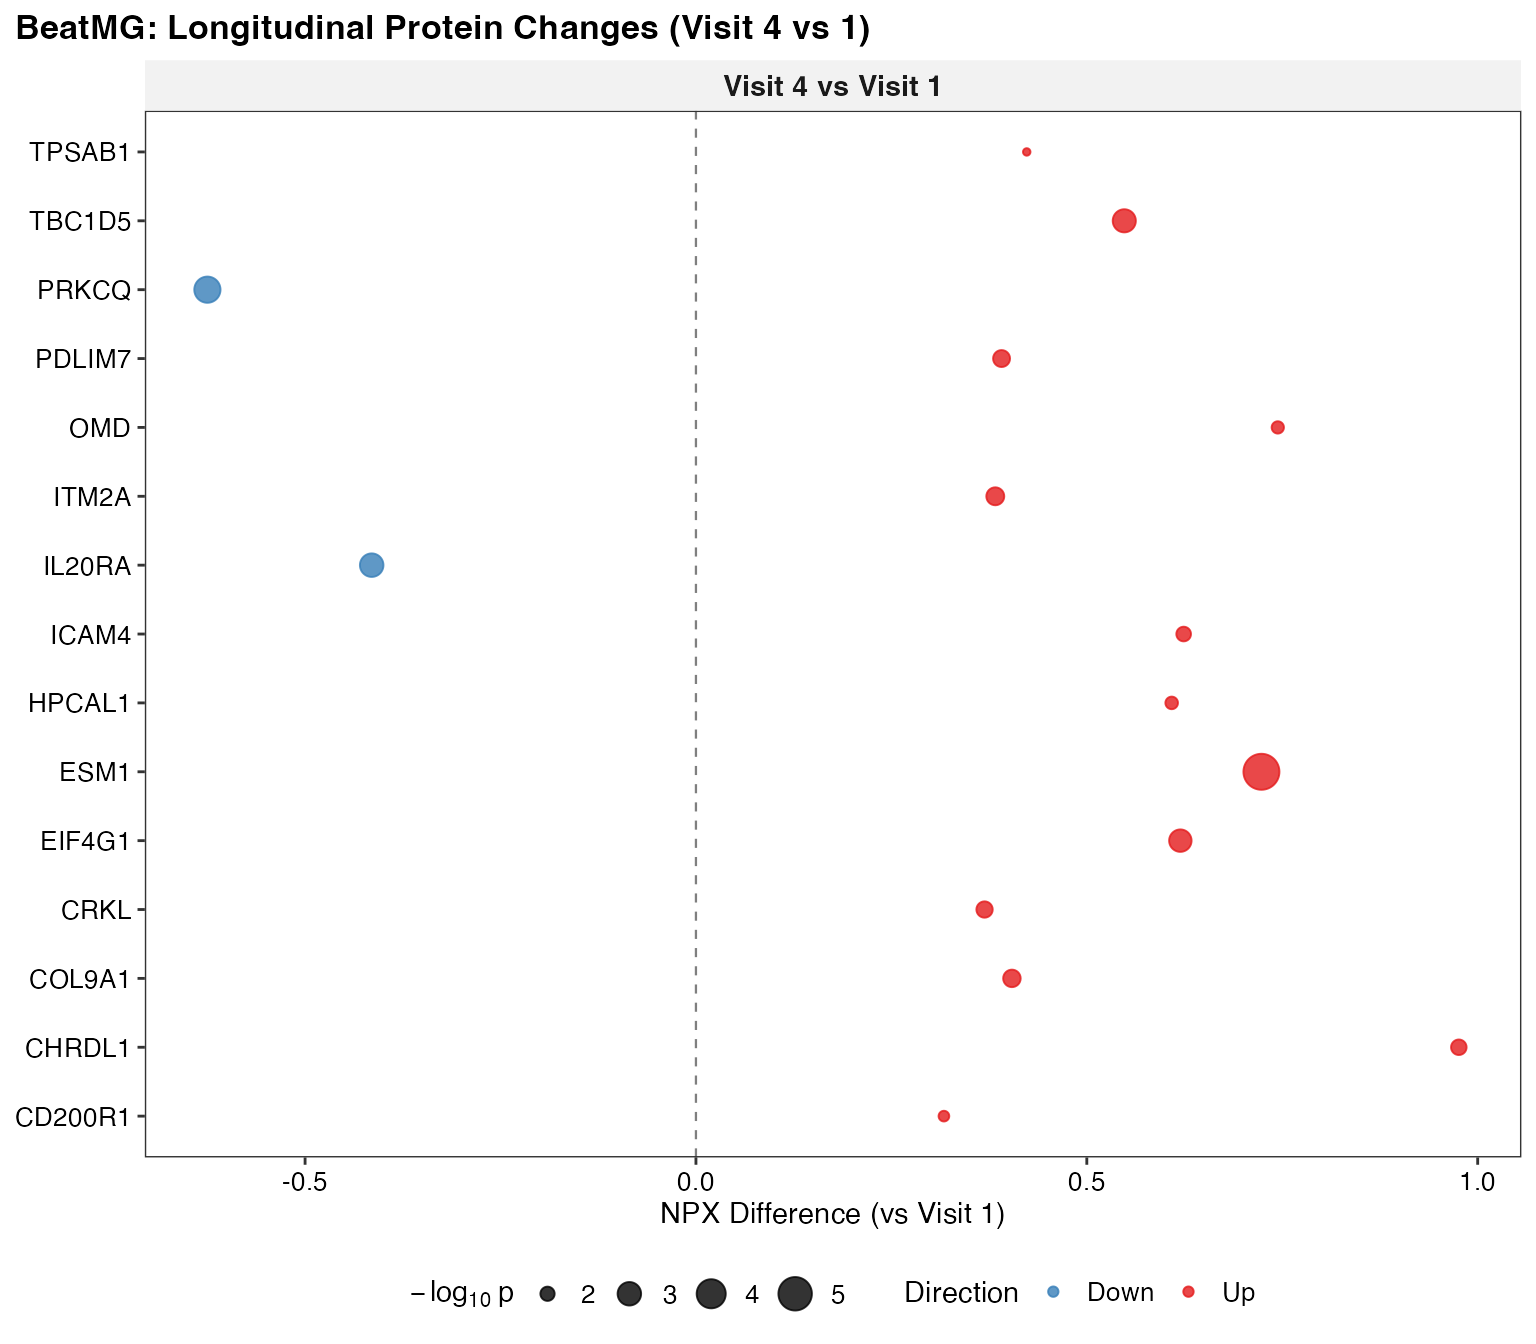 BeatMG: Longitudinal Protein Changes (Visit 4 vs 1)
Visit 4 vs Visit 1
TPSAB1
TBC1D5
PRKCQ
PDLIM7
OMD
ITM2A
IL20RA
ICAM4
HPCAL1
ESM1
EIF4G1
CRKL
COL9A1
CHRDL1
CD200R1
-0.5 0.0 0.5 1.0
NPX Difference (vs Visit 1)
−log₁₀ p 2 3 4 5 Direction Down Up